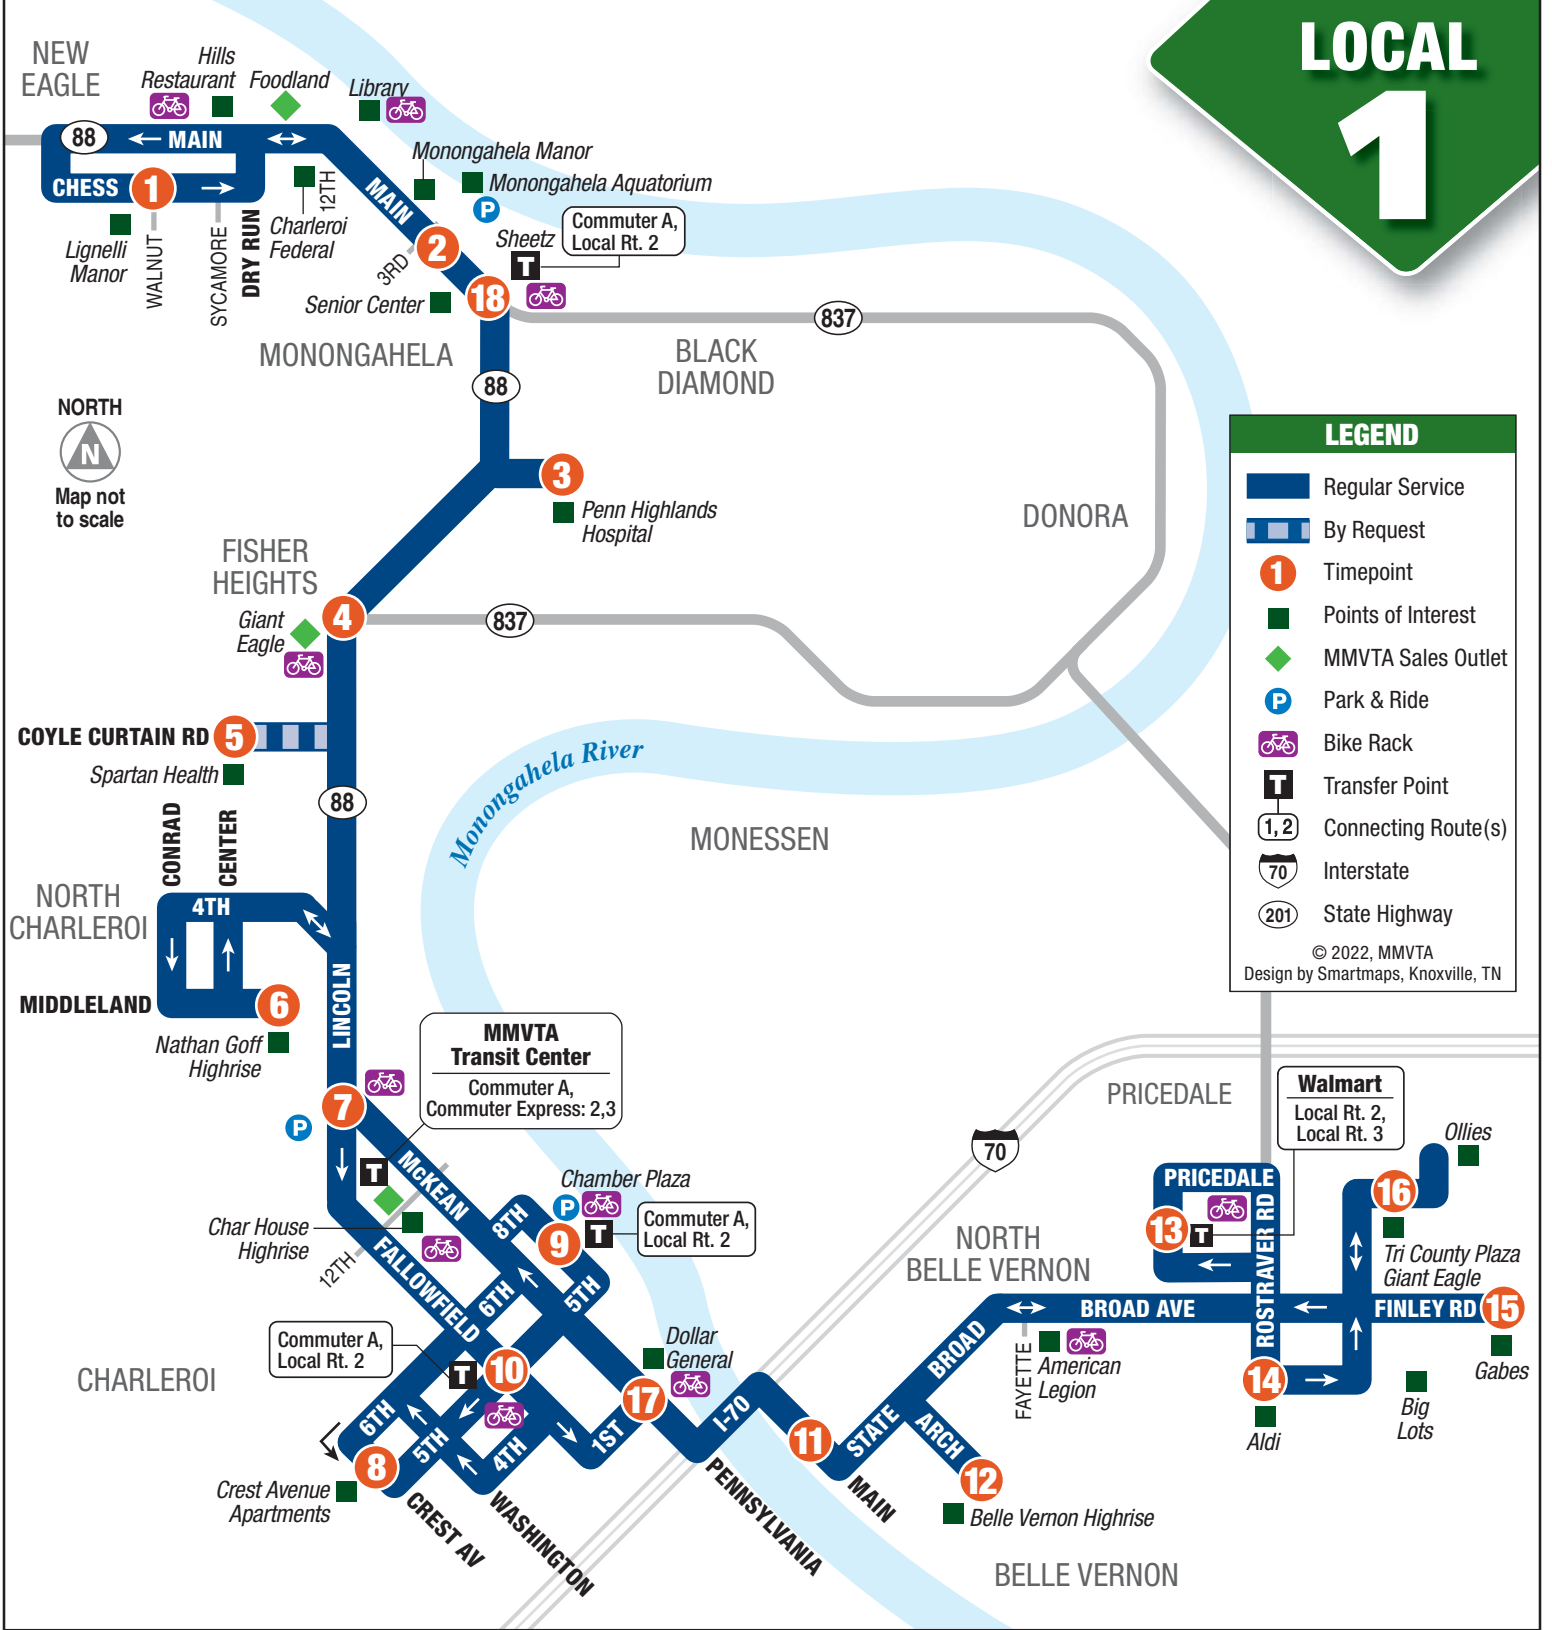 LOCAL
1
NEW
EAGLE
Hills
Restaurant
Foodland
Library
88
MAIN
CHESS
1
Monongahela Manor
Monongahela Aquatorium
P
MAIN
12TH
Charleroi
Federal
Lignelli
Manor
WALNUT
SYCAMORE
DRY RUN
2
3RD
Sheetz
Commuter A,
Local Rt. 2
T
18
Senior Center
837
MONONGAHELA
BLACK
DIAMOND
88
NORTH
N
Map not
to scale
3
Penn Highlands
Hospital
DONORA
FISHER
HEIGHTS
Giant
Eagle
4
837
COYLE CURTAIN RD
5
Spartan Health
88
Monongahela River
MONESSEN
CONRAD
CENTER
NORTH
CHARLEROI
4TH
MIDDLELAND
6
Nathan Goff
Highrise
LINCOLN
LEGEND
Regular Service
By Request
1
Timepoint
Points of Interest
MMVTA Sales Outlet
P
Park & Ride
Bike Rack
T
Transfer Point
1, 2
Connecting Route(s)
70
Interstate
201
State Highway
© 2022, MMVTA
Design by Smartmaps, Knoxville, TN
MMVTA
Transit Center
Commuter A,
Commuter Express: 2,3
7
P
T
McKEAN
Char House
Highrise
12TH
FALLOWFIELD
8TH
Chamber Plaza
P
9
T
Commuter A,
Local Rt. 2
6TH
5TH
Commuter A,
Local Rt. 2
T
10
CHARLEROI
6TH
5TH
4TH
1ST
8
Crest Avenue
Apartments
CREST AV
WASHINGTON
Dollar
General
17
I-70
PENNSYLVANIA
11
MAIN
STATE
BROAD
ARCH
12
Belle Vernon Highrise
BELLE VERNON
70
PRICEDALE
Walmart
Local Rt. 2,
Local Rt. 3
PRICEDALE
13
T
ROSTRAVER RD
NORTH
BELLE VERNON
BROAD AVE
FAYETTE
American
Legion
14
Aldi
Ollies
16
Tri County Plaza
Giant Eagle
FINLEY RD
15
Gabes
Big
Lots